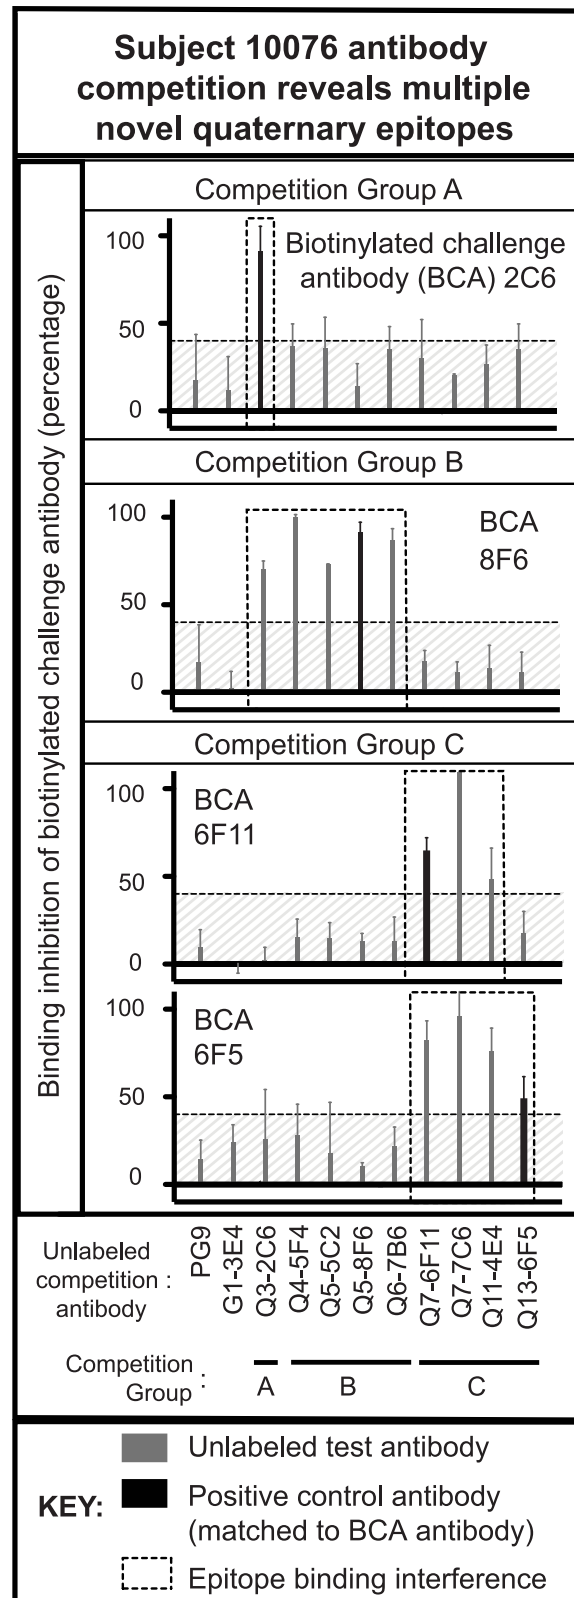 Subject 10076 antibody
competition reveals multiple
novel quaternary epitopes
Binding inhibition of biotinylated challenge antibody (percentage)
Competition Group A
100
50
0
Biotinylated challenge
antibody (BCA) 2C6
Competition Group B
100
50
0
BCA
8F6
Competition Group C
100
50
0
BCA
6F11
100
50
0
BCA
6F5
Unlabeled
competition :
antibody
PG9
G1-3E4
Q3-2C6
Q4-5F4
Q5-5C2
Q5-8F6
Q6-7B6
Q7-6F11
Q7-7C6
Q11-4E4
Q13-6F5
Competition
Group :
A
B
C
KEY:
Unlabeled test antibody
Positive control antibody
(matched to BCA antibody)
Epitope binding interference